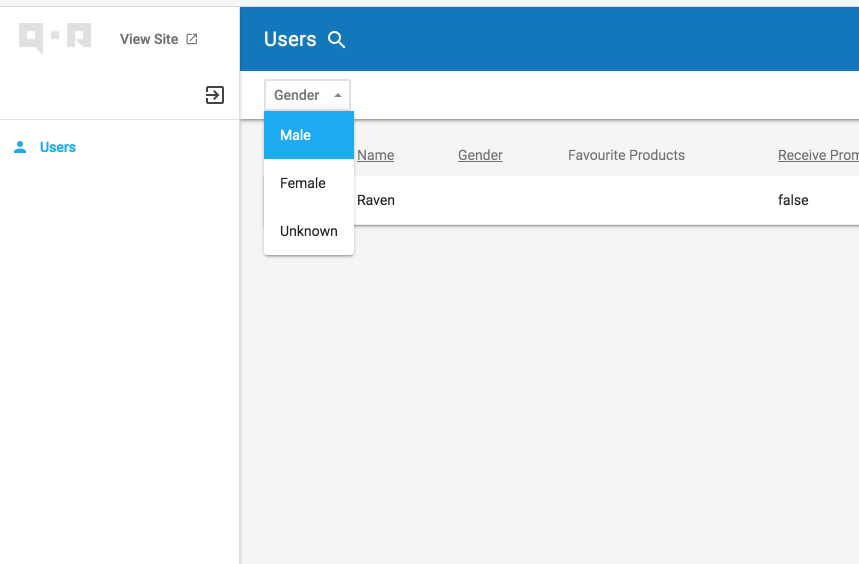 View Site
Users
Users
Gender
Male
Female
Unknown
Name Gender Favourite Products Receive Prom
Raven false